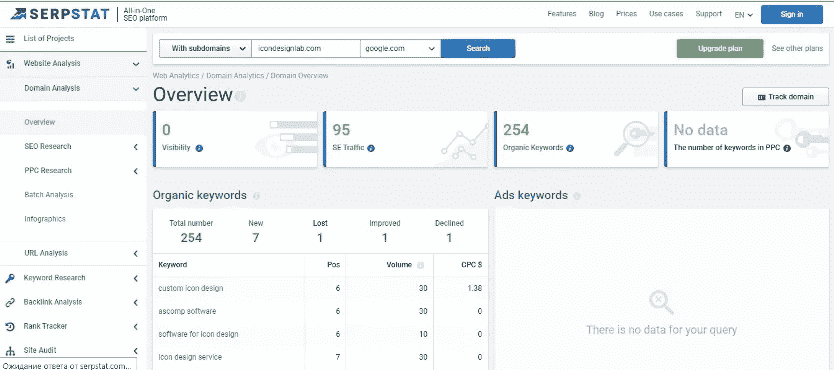 SERPSTAT
All-in-One
SEO platform
Features Blog Prices Use cases Support EN Sign in
List of Projects
Website Analysis
Domain Analysis
Overview
SEO Research
PPC Research
Batch Analysis
Infographics
URL Analysis
Keyword Research
Backlink Analysis
Rank Tracker
Site Audit
Ожидание ответа от serpstat.com...
With subdomains icondesignlab.com google.com Search
Upgrade plan See other plans
Web Analytics / Domain Analytics / Domain Overview
Overview
Track domain
0
Visibility
95
SE Traffic
254
Organic Keywords
No data
The number of keywords in PPC
Organic keywords
Total number New Lost Improved Declined
254 7 1 1 1
Keyword Pos Volume CPC $
custom icon design 6 30 1.38
ascomp software 6 30 0
software for icon design 6 10 0
icon design service 7 30 0
Ads keywords
There is no data for your query